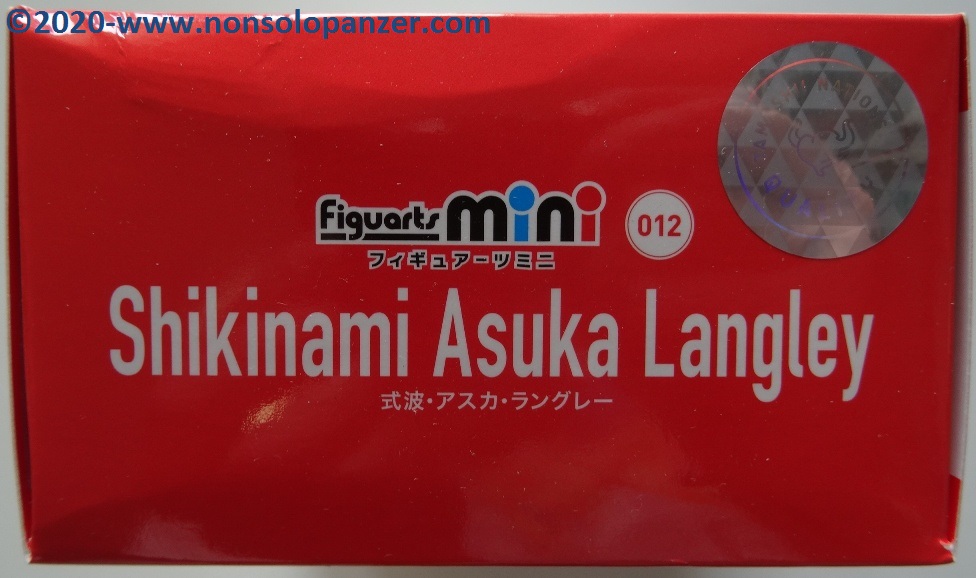 ©2020-www.nonsolopanzer.com
Figuarts mini 012
フィギュアーツミニ
Shikinami Asuka Langley
式波・アスカ・ラングレー